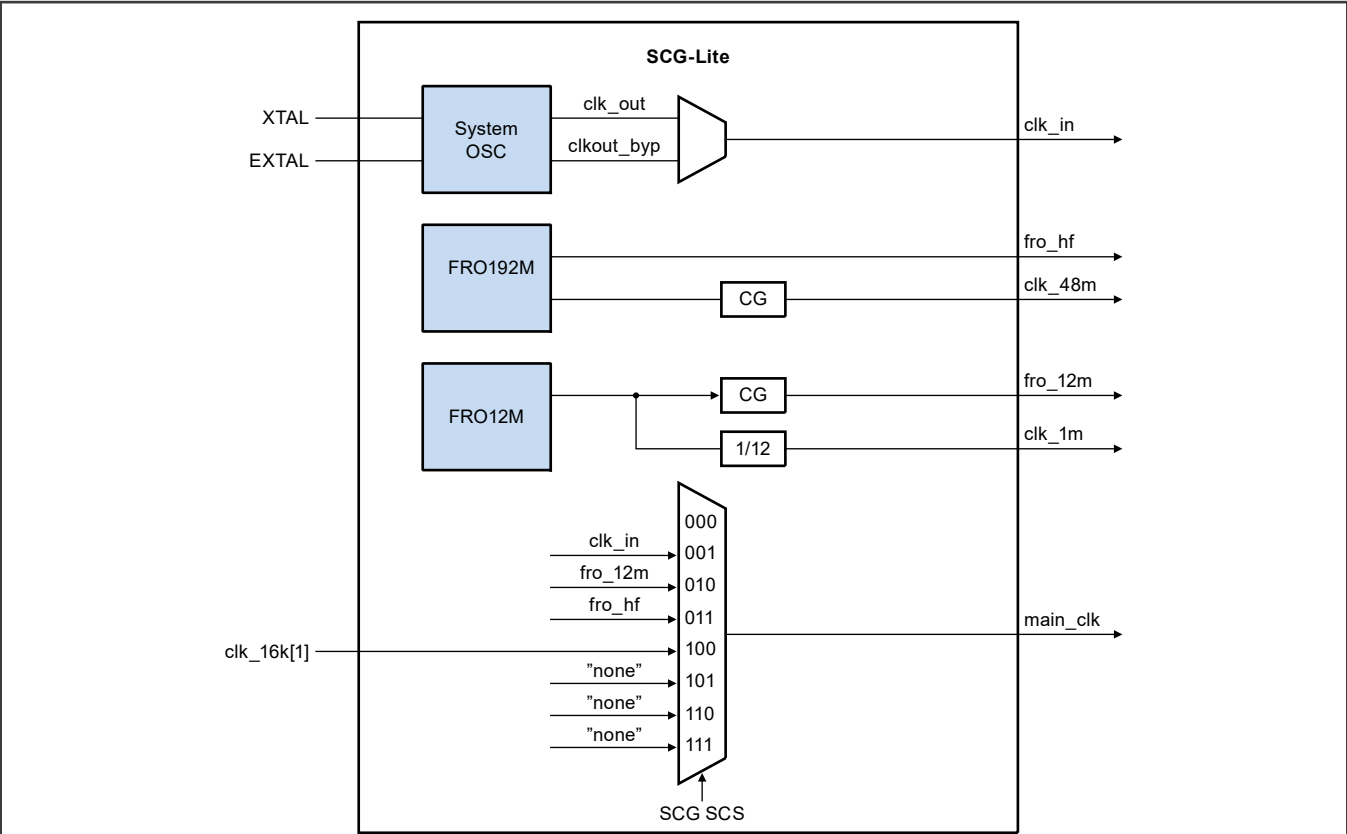 SCG-Lite
XTAL
EXTAL
System
OSC
clk_out
clkout_byp
clk_in
FRO192M
fro_hf
CG
clk_48m
FRO12M
CG
fro_12m
1/12
clk_1m
000
clk_in
001
fro_12m
010
fro_hf
011
clk_16k[1]
100
”none”
101
”none”
110
”none”
111
main_clk
SCG SCS